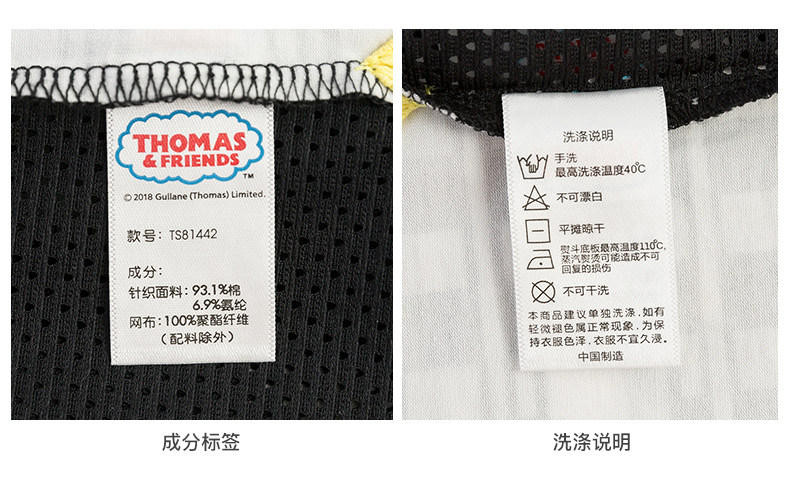 THOMAS
& FRIENDS
™
© 2018 Gullane (Thomas) Limited.
款号：TS81442
成分：
针织面料：93.1%棉
6.9%氨纶
网布：100%聚酯纤维
（配料除外）
成分标签
洗涤说明
手洗
最高洗涤温度40℃
不可漂白
平摊晾干
熨斗底板最高温度110℃,
蒸汽熨烫可能造成不可
回复的损伤
不可干洗
本商品建议单独洗涤，如有
轻微褪色属正常现象，为保
持衣服色泽，衣服不宜久浸。
中国制造
洗涤说明